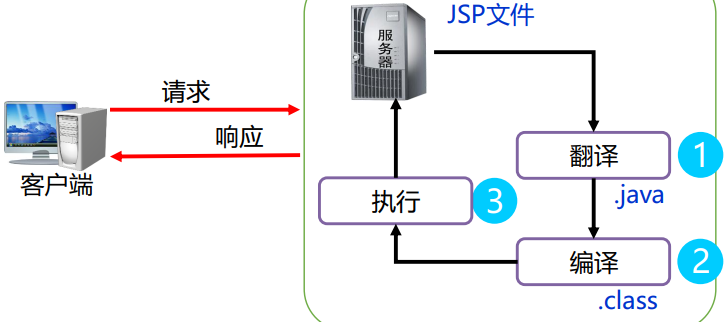 JSP文件
服务器
请求
响应
客户端
翻译
1
.java
执行
3
编译
2
.class